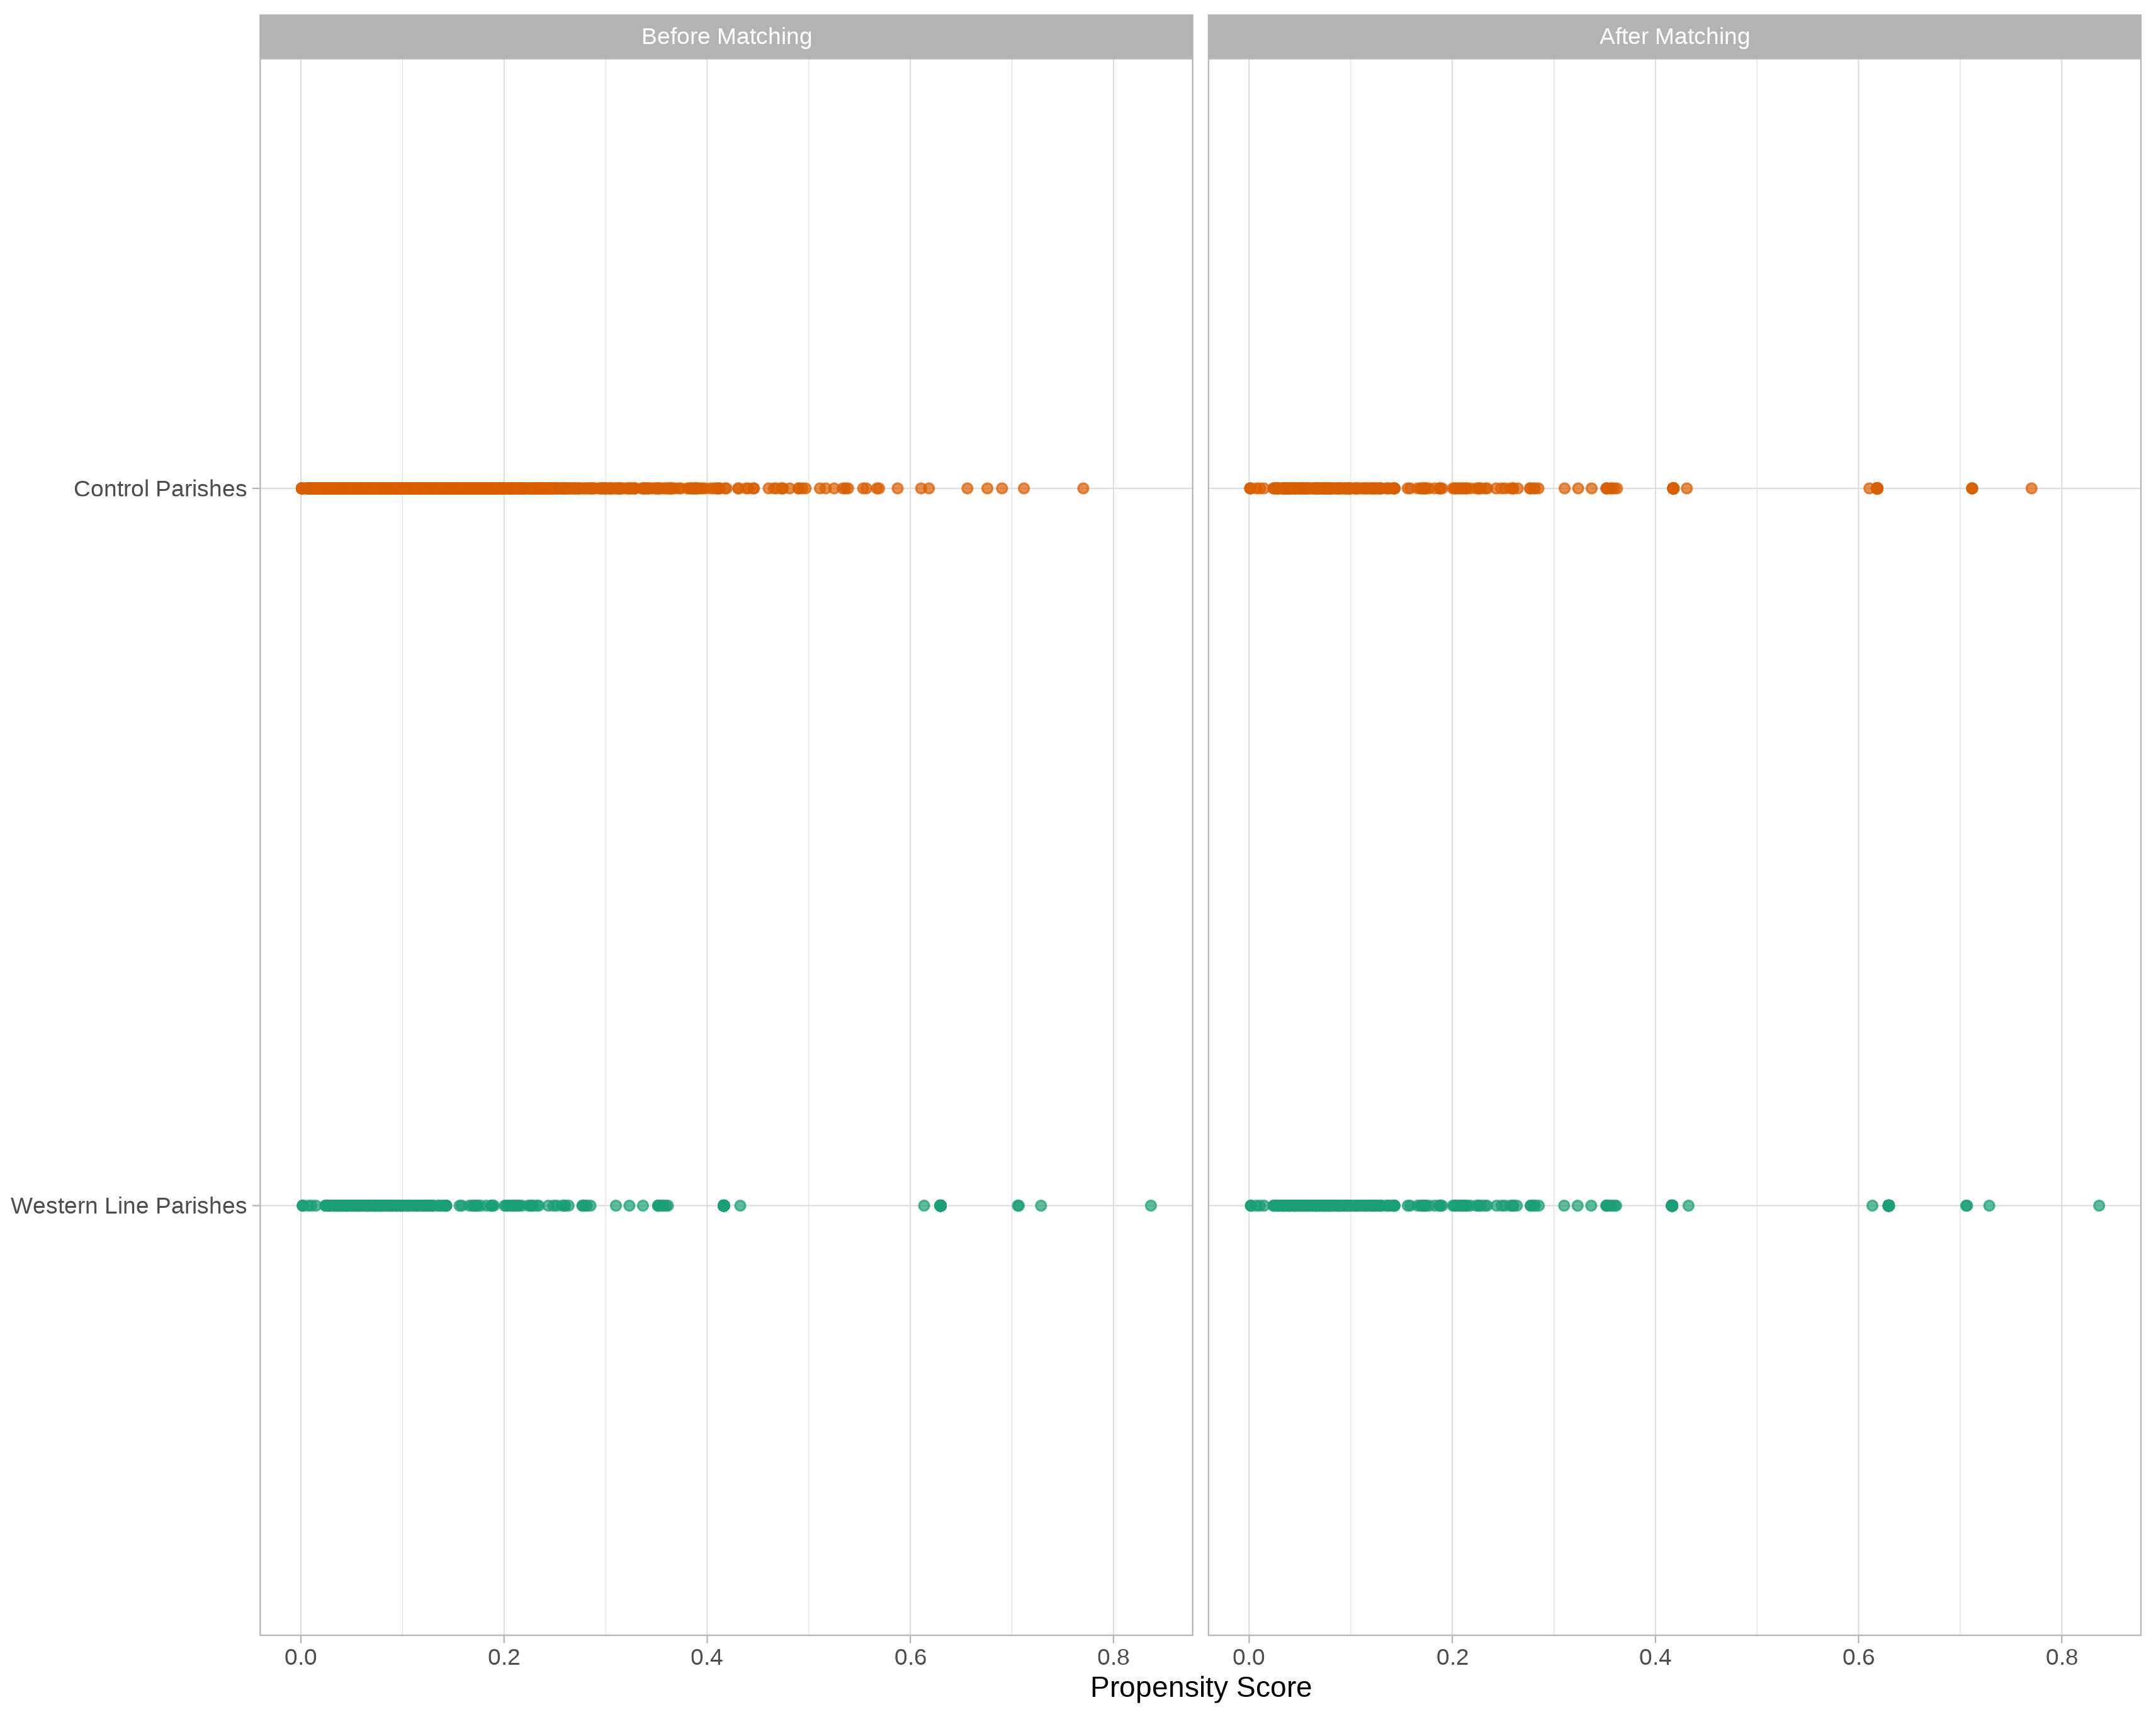 Before Matching
After Matching
Control Parishes
Western Line Parishes
0.0 0.2 0.4 0.6 0.8
0.0 0.2 0.4 0.6 0.8
Propensity Score